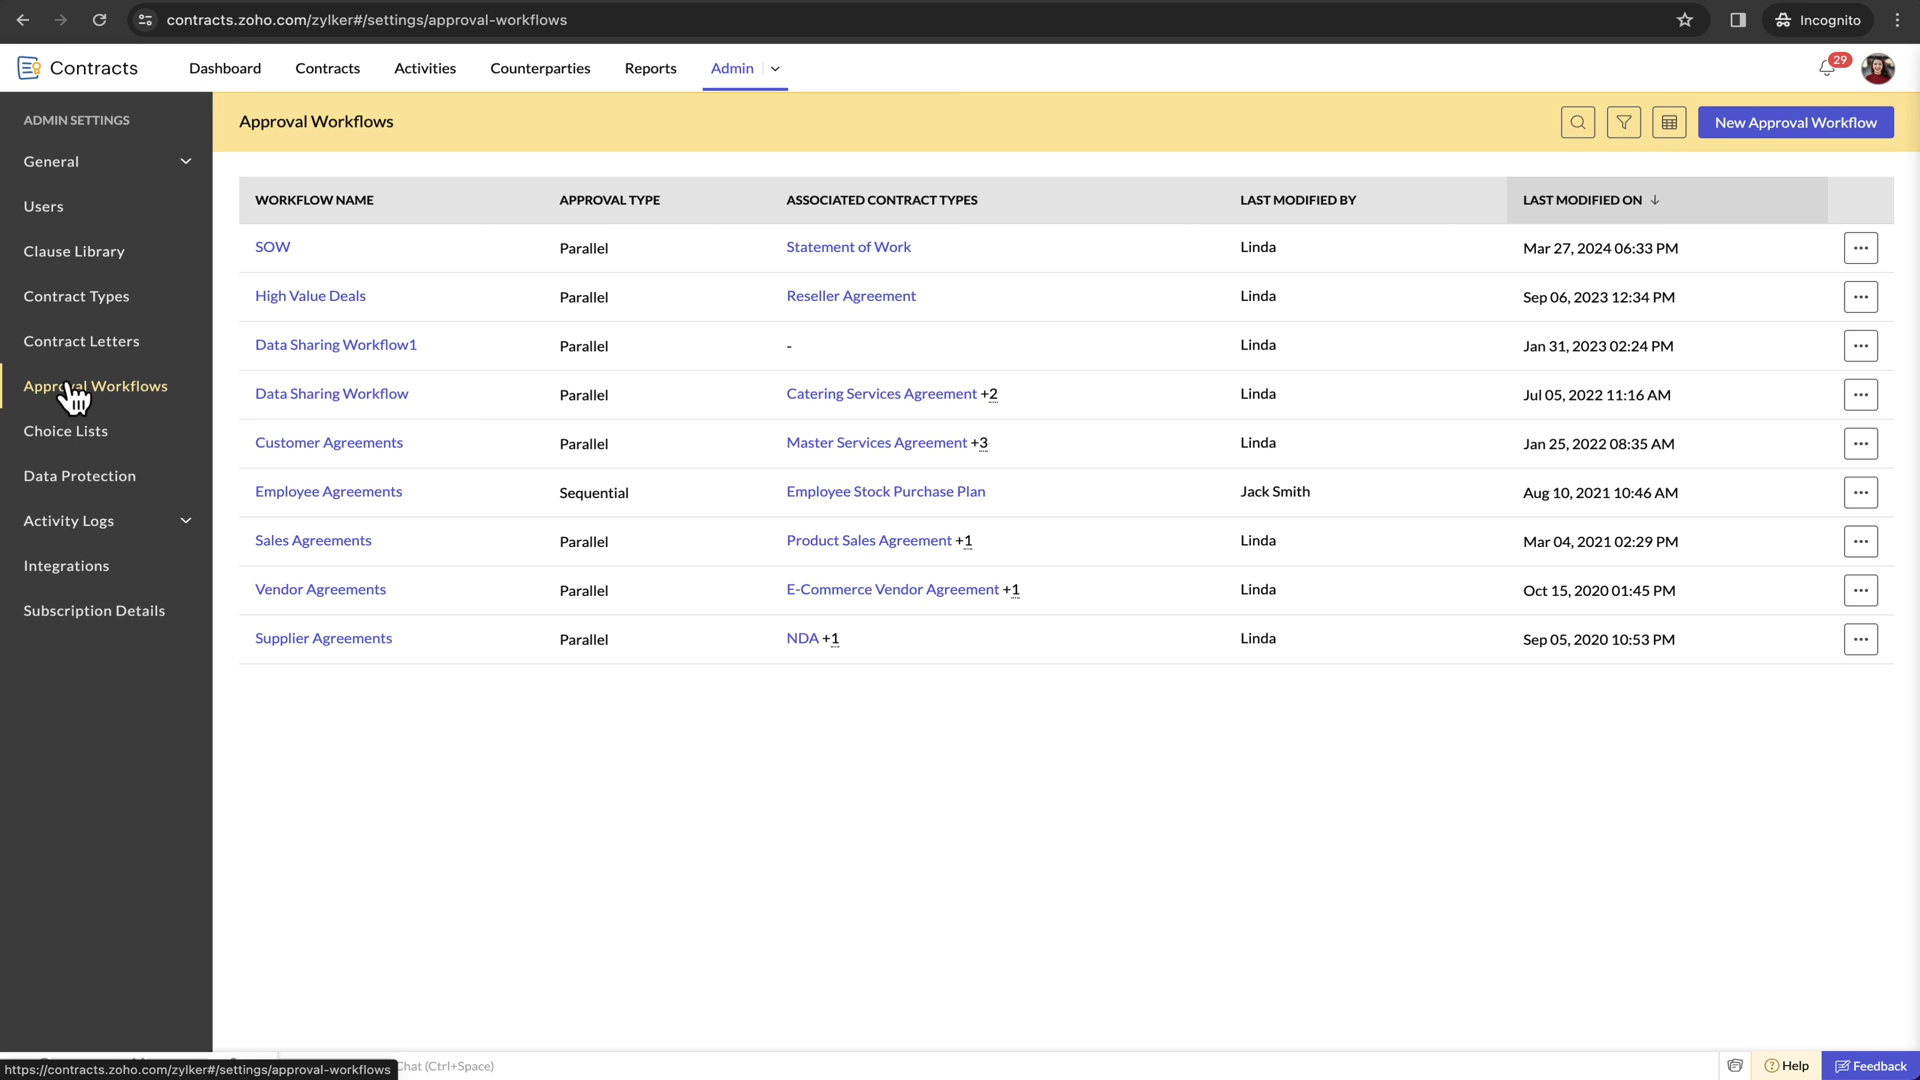 contracts.zoho.com/zylker#/settings/approval-workflows
Incognito
Contracts
Dashboard
Contracts
Activities
Counterparties
Reports
Admin
29
ADMIN SETTINGS
General
Users
Clause Library
Contract Types
Contract Letters
Approval Workflows
Choice Lists
Data Protection
Activity Logs
Integrations
Subscription Details
Approval Workflows
New Approval Workflow
WORKFLOW NAME APPROVAL TYPE ASSOCIATED CONTRACT TYPES LAST MODIFIED BY LAST MODIFIED ON
SOW Parallel Statement of Work Linda Mar 27, 2024 06:33 PM
High Value Deals Parallel Reseller Agreement Linda Sep 06, 2023 12:34 PM
Data Sharing Workflow1 Parallel - Linda Jan 31, 2023 02:24 PM
Data Sharing Workflow Parallel Catering Services Agreement +2 Linda Jul 05, 2022 11:16 AM
Customer Agreements Parallel Master Services Agreement +3 Linda Jan 25, 2022 08:35 AM
Employee Agreements Sequential Employee Stock Purchase Plan Jack Smith Aug 10, 2021 10:46 AM
Sales Agreements Parallel Product Sales Agreement +1 Linda Mar 04, 2021 02:29 PM
Vendor Agreements Parallel E-Commerce Vendor Agreement +1 Linda Oct 15, 2020 01:45 PM
Supplier Agreements Parallel NDA +1 Linda Sep 05, 2020 10:53 PM
https://contracts.zoho.com/zylker#/settings/approval-workflows
Chat (Ctrl+Space)
Help
Feedback